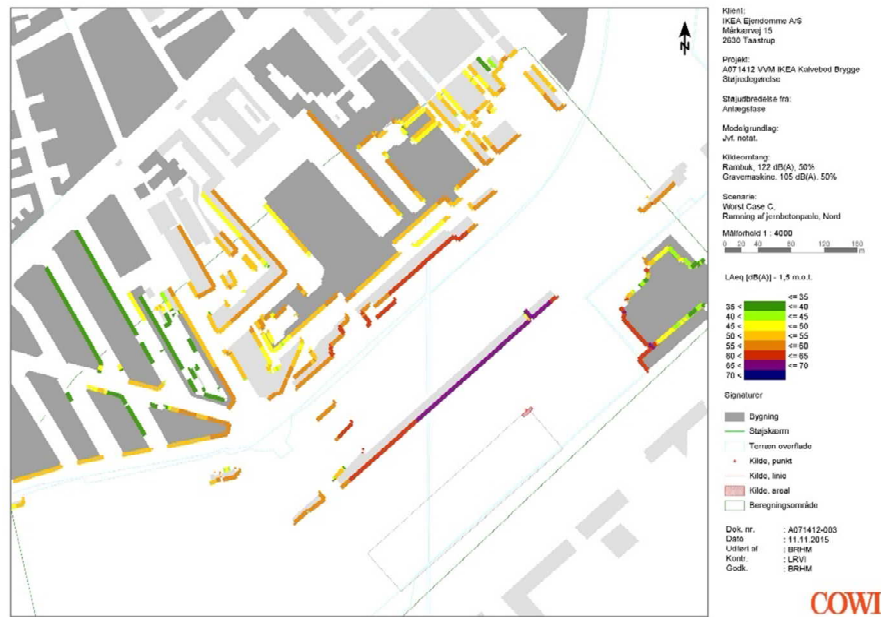 Klient:
IKEA Ejendomme A/S
Mårkærvej 15
2630 Taastrup
Projekt:
A071412 VVM IKEA Kalvebod Brygge
Støjredegørelse
Støjudbredelse fra:
Anlægsfase
Modelgrundlag:
Jvf. notat.
Kildeomfang:
Rambuk, 122 dB(A), 50%
Gravemaskine, 105 dB(A), 50%
Scenarie:
Worst Case C,
Ramning af jernbetonpæle, Nord
Målforhold 1 : 4000
0 20 40 80 120 160
m
LAeq [dB(A)] - 1,5 m.o.t.
<= 35
35 < <= 40
40 < <= 45
45 < <= 50
50 < <= 55
55 < <= 60
60 < <= 65
65 < <= 70
70 <
Signaturer
Bygning
Støjskærm
Terræn overflade
Kilde, punkt
Kilde, linie
Kilde, areal
Beregningsområde
Dok. nr. : A071412-003
Dato : 11.11.2015
Udført af : BRHM
Kontr. : LRVI
Godk. : BRHM
COWI
N